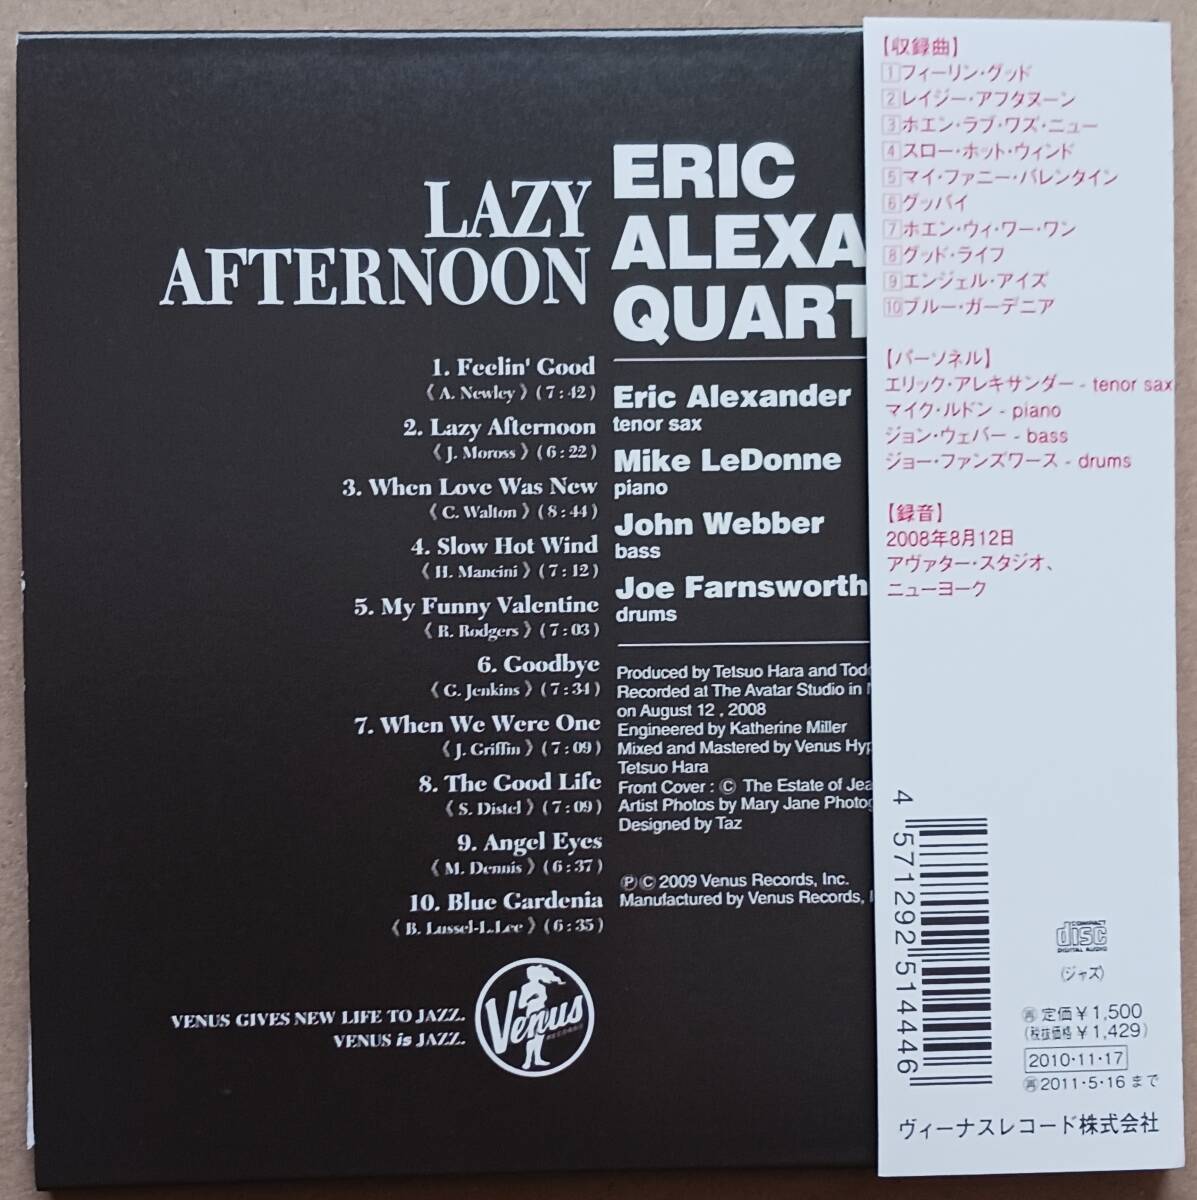 LAZY
AFTERNOON
1. Feelin' Good
《 A. Newley 》 ( 7 : 42 )
2. Lazy Afternoon
《 J. Moross 》 ( 6 : 22 )
3. When Love Was New
《 C. Walton 》 ( 8 : 44 )
4. Slow Hot Wind
《 H. Mancini 》 ( 7 : 12 )
5. My Funny Valentine
《 R. Rodgers 》 ( 7 : 03 )
6. Goodbye
《 G. Jenkins 》 ( 7 : 34 )
7. When We Were One
《 J. Griffin 》 ( 7 : 09 )
8. The Good Life
《 S. Distel 》 ( 7 : 09 )
9. Angel Eyes
《 M. Dennis 》 ( 6 : 37 )
10. Blue Gardenia
《 B. Lussel-L.Lee 》 ( 6 : 35 )
VENUS GIVES NEW LIFE TO JAZZ.
VENUS is JAZZ.
Venus
ERIC
ALEXA
QUART
Eric Alexander
tenor sax
Mike LeDonne
piano
John Webber
bass
Joe Farnsworth
drums
Produced by Tetsuo Hara and Tod
Recorded at The Avatar Studio in
on August 12 , 2008
Engineered by Katherine Miller
Mixed and Mastered by Venus Hyp
Tetsuo Hara
Front Cover : © The Estate of Jea
Artist Photos by Mary Jane Photog
Designed by Taz
℗© 2009 Venus Records, Inc.
Manufactured by Venus Records,
【収録曲】
1 フィーリン・グッド
2 レイジー・アフタヌーン
3 ホエン・ラブ・ワズ・ニュー
4 スロー・ホット・ウィンド
5 マイ・ファニー・バレンタイン
6 グッバイ
7 ホエン・ウィ・ワー・ワン
8 グッド・ライフ
9 エンジェル・アイズ
10 ブルー・ガーデニア
【パーソネル】
エリック・アレキサンダー - tenor sax
マイク・ルドン - piano
ジョン・ウェバー - bass
ジョー・ファンズワース - drums
【録音】
2008年8月12日
アヴァター・スタジオ、
ニューヨーク
4 571292 514446
COMPACT
disc
DIGITAL AUDIO
(ジャズ)
再 定価￥1,500
(税抜価格￥1,429)
2010・11・17
再 2011・5・16 まで
ヴィーナスレコード株式会社